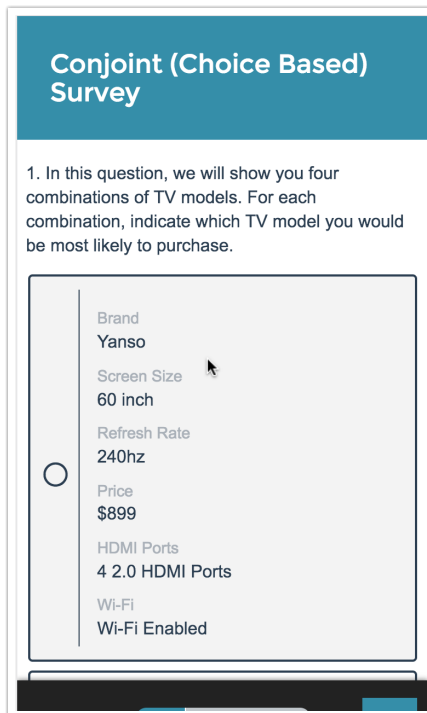 Conjoint (Choice Based)
Survey
1. In this question, we will show you four
combinations of TV models. For each
combination, indicate which TV model you would
be most likely to purchase.
Brand
Yanso
Screen Size
60 inch
Refresh Rate
240hz
Price
$899
HDMI Ports
4 2.0 HDMI Ports
Wi-Fi
Wi-Fi Enabled